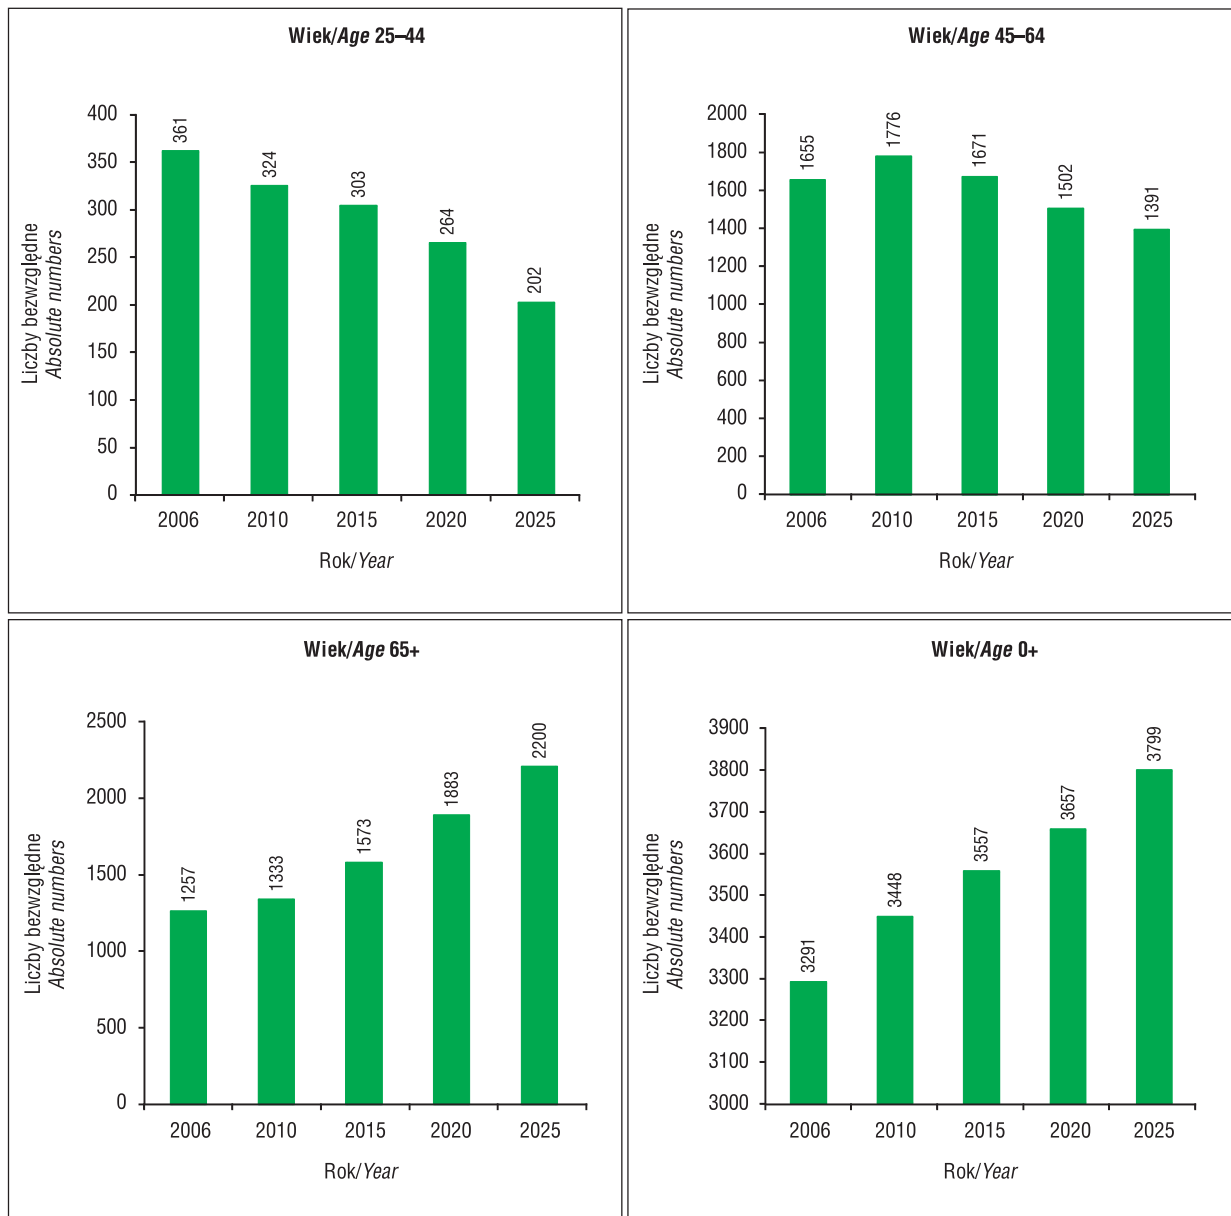 Wiek/Age 25–44
400
350
300
250
200
150
100
50
0
361
324
303
264
202
2006 2010 2015 2020 2025
Rok/Year
Liczby bezwzględne
Absolute numbers
Wiek/Age 45–64
2000
1800
1600
1400
1200
1000
800
600
400
200
0
1655
1776
1671
1502
1391
2006 2010 2015 2020 2025
Rok/Year
Liczby bezwzględne
Absolute numbers
Wiek/Age 65+
2500
2000
1500
1000
500
0
1257
1333
1573
1883
2200
2006 2010 2015 2020 2025
Rok/Year
Liczby bezwzględne
Absolute numbers
Wiek/Age 0+
3900
3800
3700
3600
3500
3400
3300
3200
3100
3000
3291
3448
3557
3657
3799
2006 2010 2015 2020 2025
Rok/Year
Liczby bezwzględne
Absolute numbers